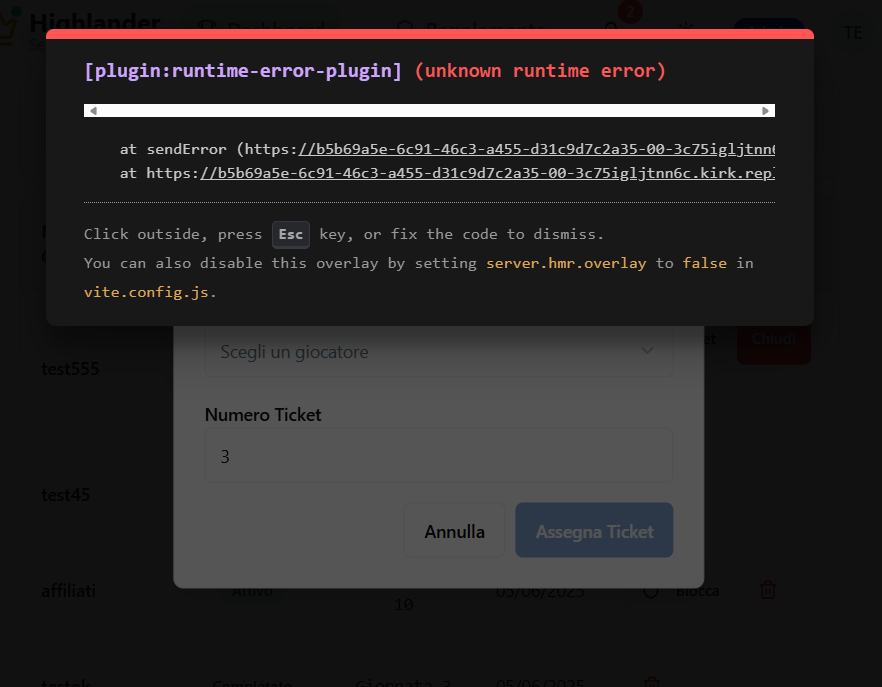 Highlander
Dashboard
Regolamento
2
TE
[plugin:runtime-error-plugin] (unknown runtime error)
at sendError (https://b5b69a5e-6c91-46c3-a455-d31c9d7c2a35-00-3c75igljtnn6
at https://b5b69a5e-6c91-46c3-a455-d31c9d7c2a35-00-3c75igljtnn6c.kirk.repl
Click outside, press Esc key, or fix the code to dismiss.
You can also disable this overlay by setting server.hmr.overlay to false in
vite.config.js.
Chiudi
Scegli un giocatore
test555
Numero Ticket
3
test45
Annulla
Assegna Ticket
affiliati
Attivo
10
05/06/2025
Blocca
testok
Completato
Giornata 3
05/06/2025